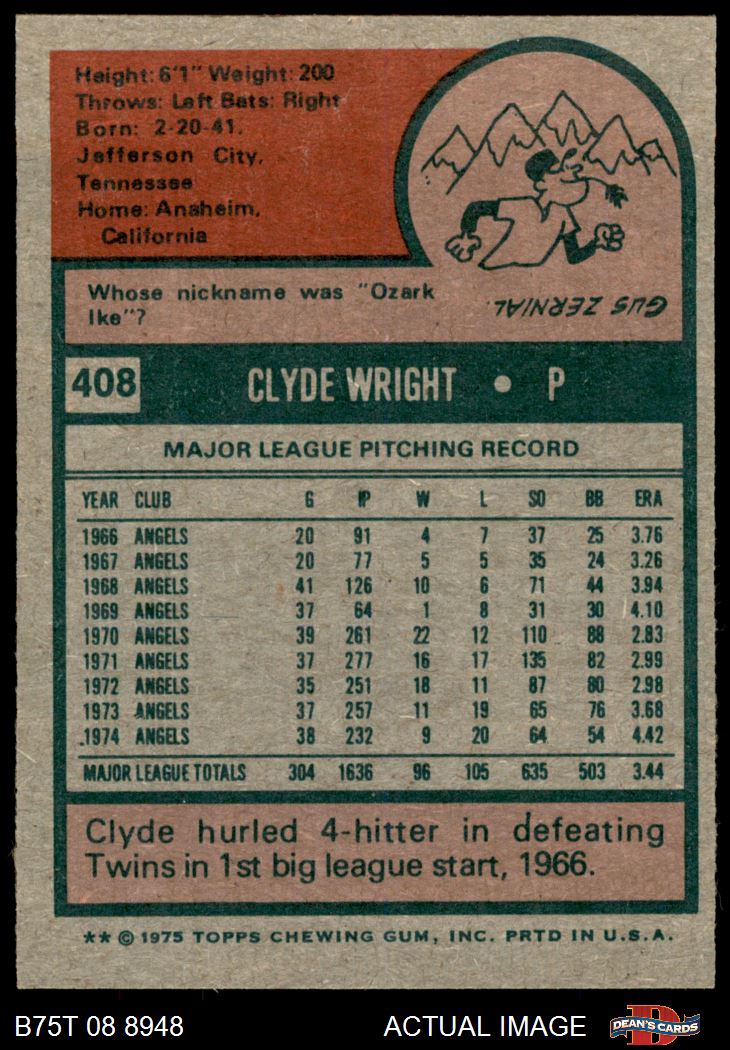 Height: 6'1" Weight: 200
Throws: Left Bats: Right
Born: 2-20-41.
Jefferson City,
Tennessee
Home: Anaheim,
California
Whose nickname was "Ozark
Ike"?
GUS ZERNIAL.
408 CLYDE WRIGHT • P
MAJOR LEAGUE PITCHING RECORD
YEAR CLUB G IP W L SO BB ERA
1966 ANGELS 20 91 4 7 37 25 3.76
1967 ANGELS 20 77 5 5 35 24 3.26
1968 ANGELS 41 126 10 6 71 44 3.94
1969 ANGELS 37 64 1 8 31 30 4.10
1970 ANGELS 39 261 22 12 110 88 2.83
1971 ANGELS 37 277 16 17 135 82 2.99
1972 ANGELS 35 251 18 11 87 80 2.98
1973 ANGELS 37 257 11 19 65 76 3.68
1974 ANGELS 38 232 9 20 64 54 4.42
MAJOR LEAGUE TOTALS 304 1636 96 105 635 503 3.44
Clyde hurled 4-hitter in defeating
Twins in 1st big league start, 1966.
** © 1975 TOPPS CHEWING GUM, INC. PRTD IN U.S.A.
B75T 08 8948 ACTUAL IMAGE D DEAN'S CARDS